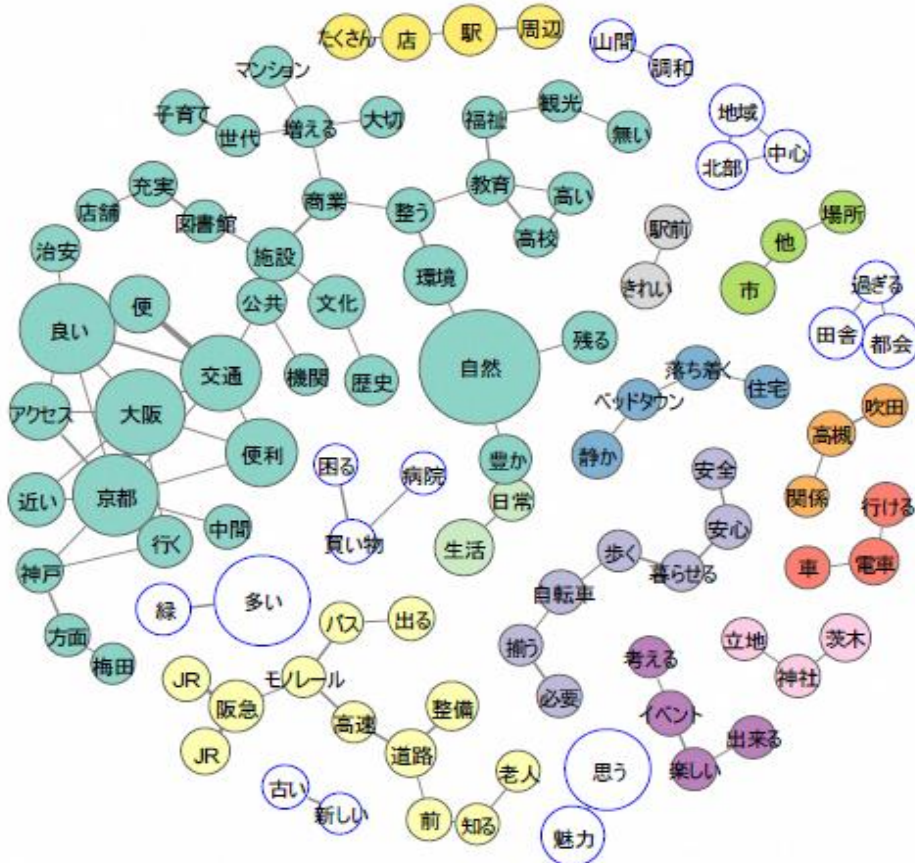 たくさん
店
駅
周辺
山間
調和
マンション
子育て
世代
増える
大切
福祉
観光
無い
地域
北部
中心
店舗
充実
図書館
商業
整う
教育
高い
高校
駅前
きれい
場所
他
市
治安
施設
環境
良い
便
公共
文化
過ぎる
田舎
都会
交通
機関
歴史
自然
残る
落ち着く
ベッドタウン
住宅
静か
アクセス
大阪
便利
吹田
高槻
関係
近い
京都
中間
行く
困る
病院
買い物
豊か
日常
生活
安全
安心
行ける
車
電車
神戸
方面
梅田
緑
多い
歩く
暮らせる
自転車
揃う
必要
バス
出る
モノレール
JR
阪急
JR
高速
道路
整備
老人
前
知る
古い
新しい
考える
イベント
出来る
楽しい
立地
茨木
神社
思う
魅力